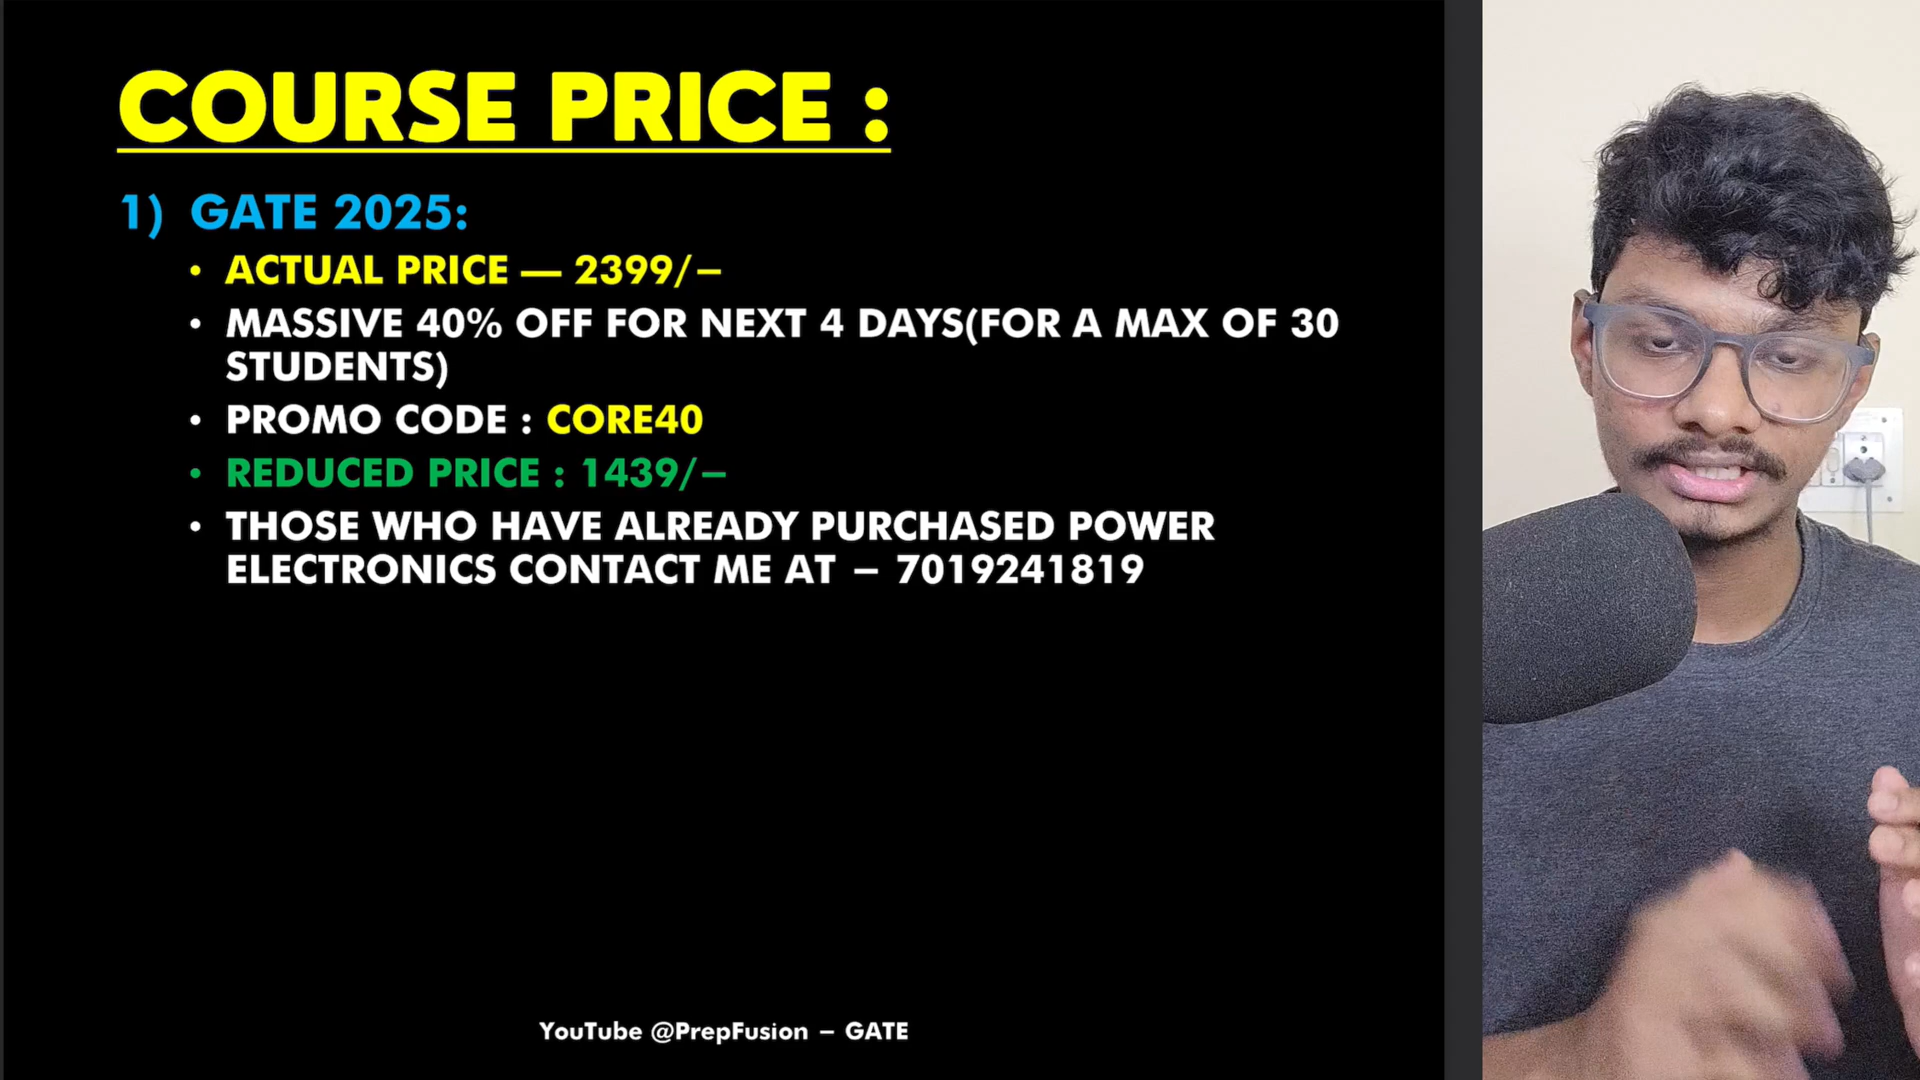 COURSE PRICE :
1) GATE 2025:
• ACTUAL PRICE — 2399/–
• MASSIVE 40% OFF FOR NEXT 4 DAYS(FOR A MAX OF 30
STUDENTS)
• PROMO CODE : CORE40
• REDUCED PRICE : 1439/–
• THOSE WHO HAVE ALREADY PURCHASED POWER
ELECTRONICS CONTACT ME AT – 7019241819
YouTube @PrepFusion – GATE